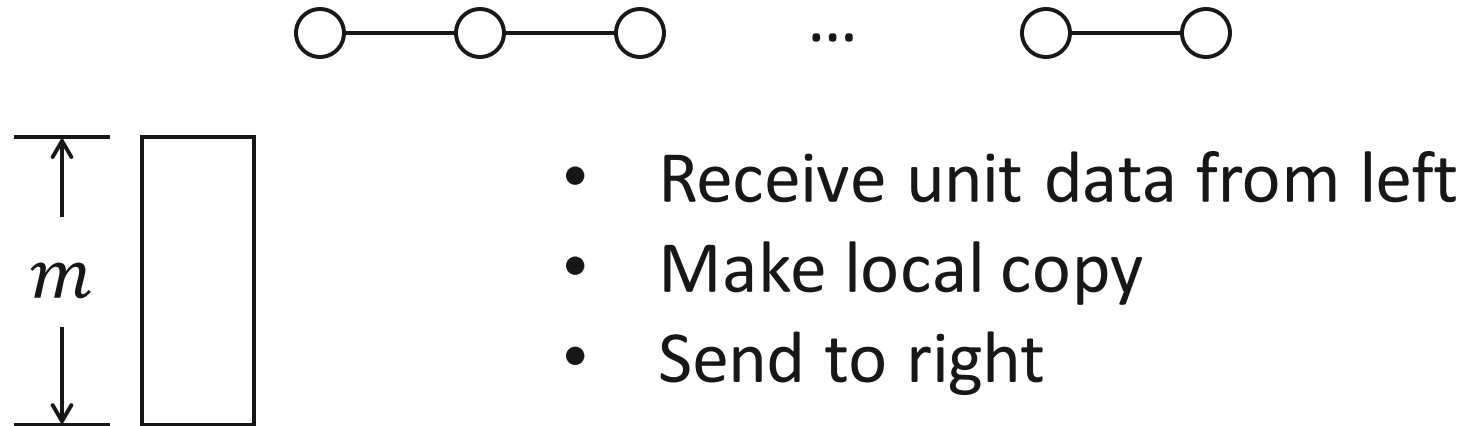 ...
m
• Receive unit data from left
• Make local copy
• Send to right